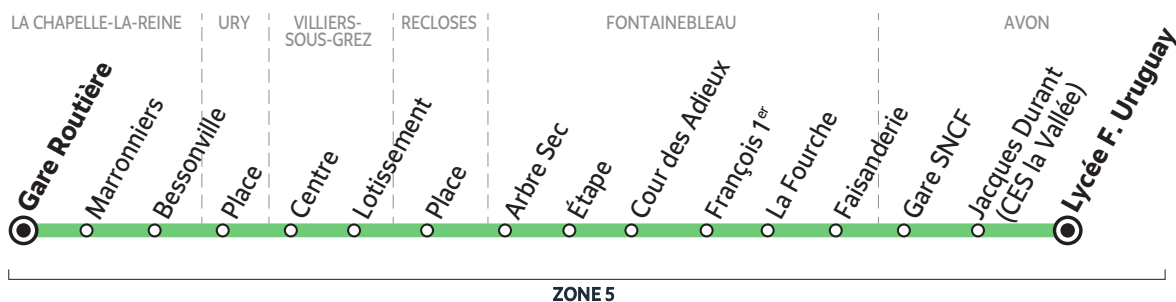 LA CHAPELLE-LA-REINE
URY
VILLIERS-
SOUS-GREZ
RECLOSES
FONTAINEBLEAU
AVON
Gare Routière
Marronniers
Bessonville
Place
Centre
Lotissement
Place
Arbre Sec
Étape
Cour des Adieux
François 1er
La Fourche
Faisanderie
Gare SNCF
Jacques Durant
(CES la Vallée)
Lycée F. Uruguay
ZONE 5